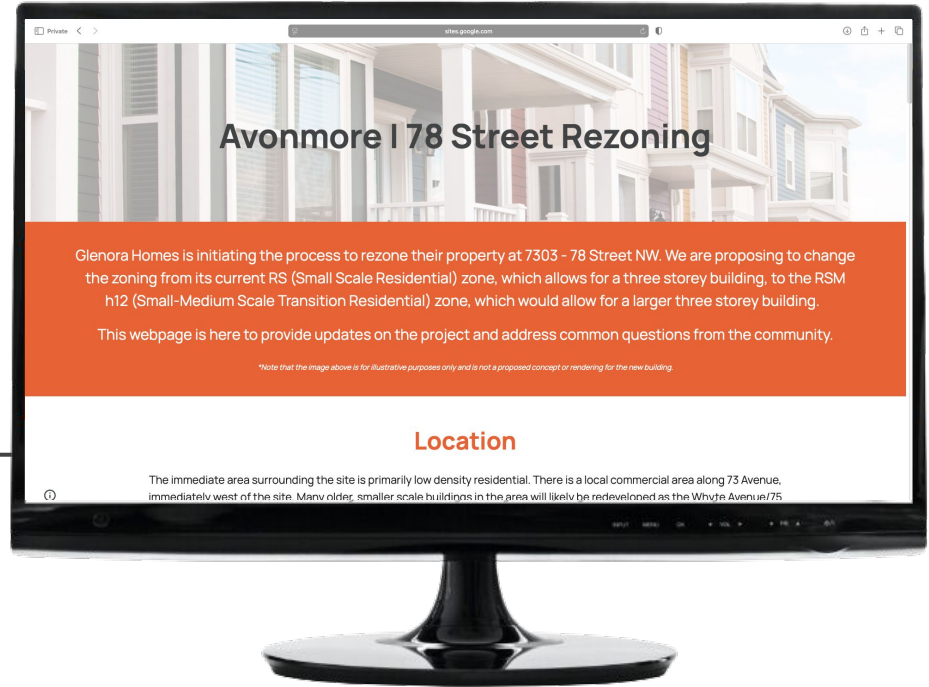 Private
sites.google.com
Avonmore | 78 Street Rezoning
Glenora Homes is initiating the process to rezone their property at 7303 - 78 Street NW. We are proposing to change
the zoning from its current RS (Small Scale Residential) zone, which allows for a three storey building, to the RSM
h12 (Small-Medium Scale Transition Residential) zone, which would allow for a larger three storey building.
This webpage is here to provide updates on the project and address common questions from the community.
*Note that the image above is for illustrative purposes only and is not a proposed concept or rendering for the new building.
Location
The immediate area surrounding the site is primarily low density residential. There is a local commercial area along 73 Avenue,
immediately west of the site. Many older, smaller scale buildings in the area will likely be redeveloped as the Whyte Avenue/75
INPUT MENU OK ◄ VOL ► ▼ PR ▲